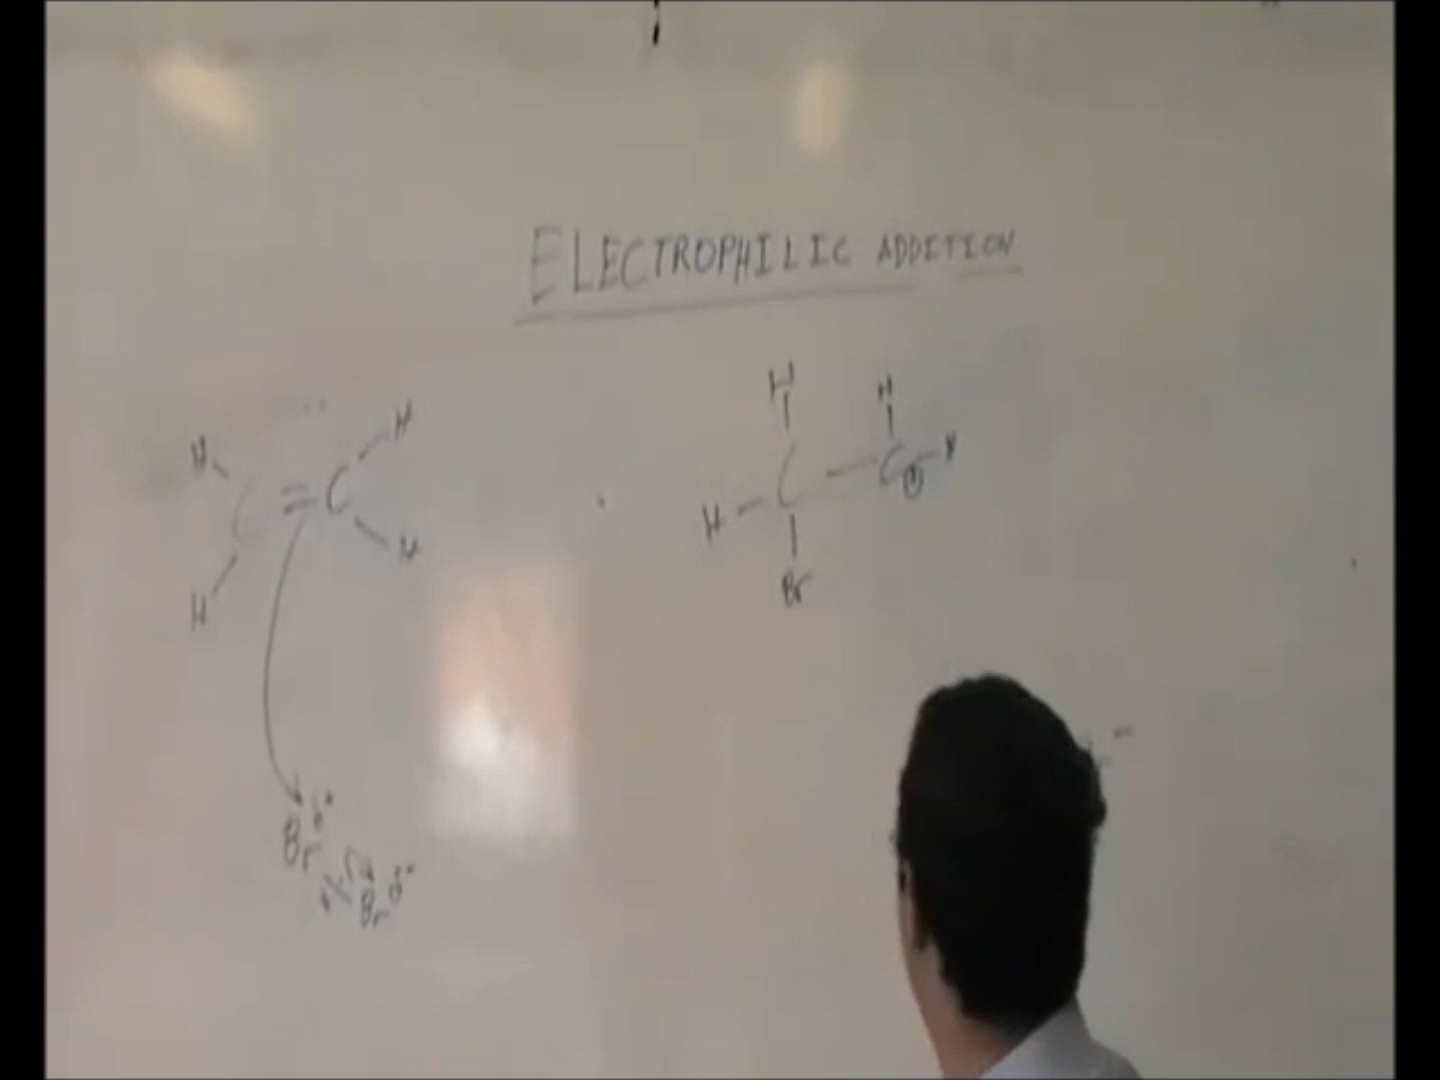 ELECTROPHILIC ADDITION
H H
C = C
H H
Br δ+
Br δ-
H H
H C C ⊕ H
Br
-